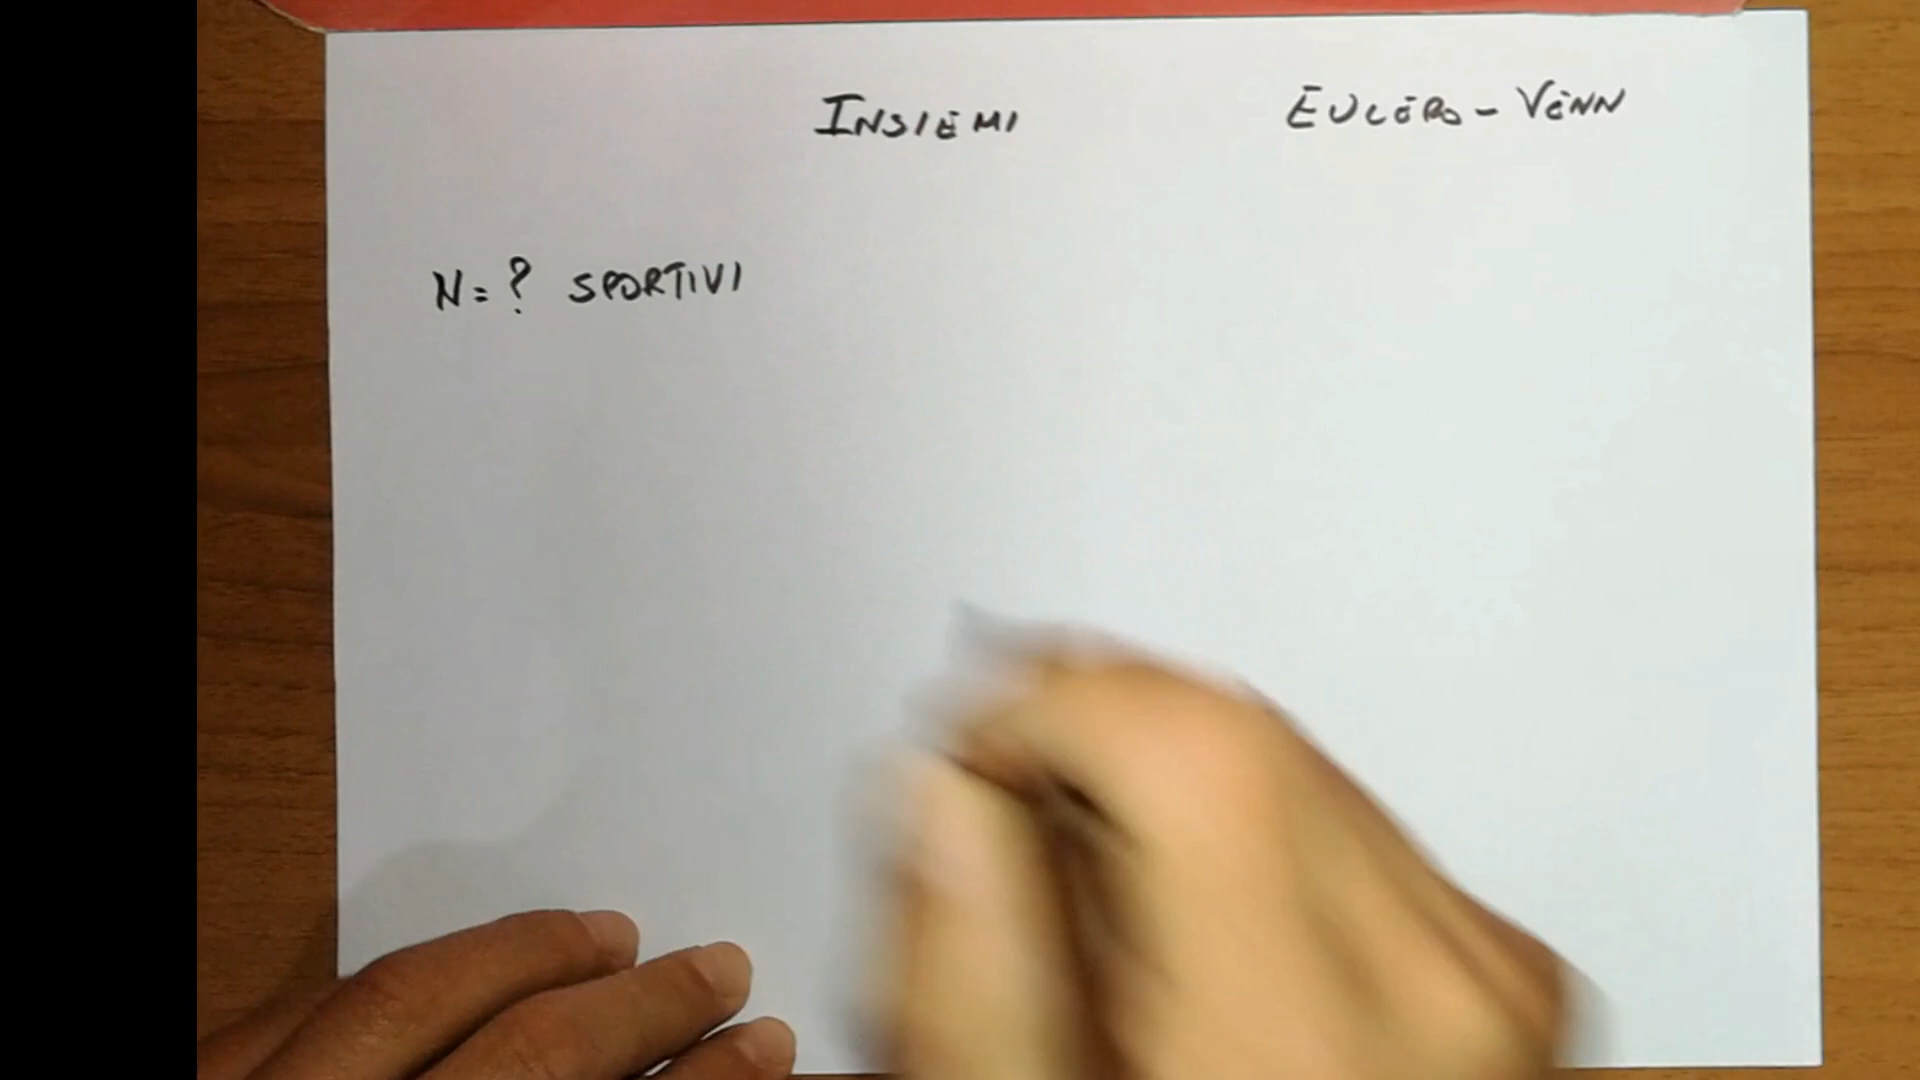 INSIEMI
EULERO - VENN
N = ? SPORTIVI